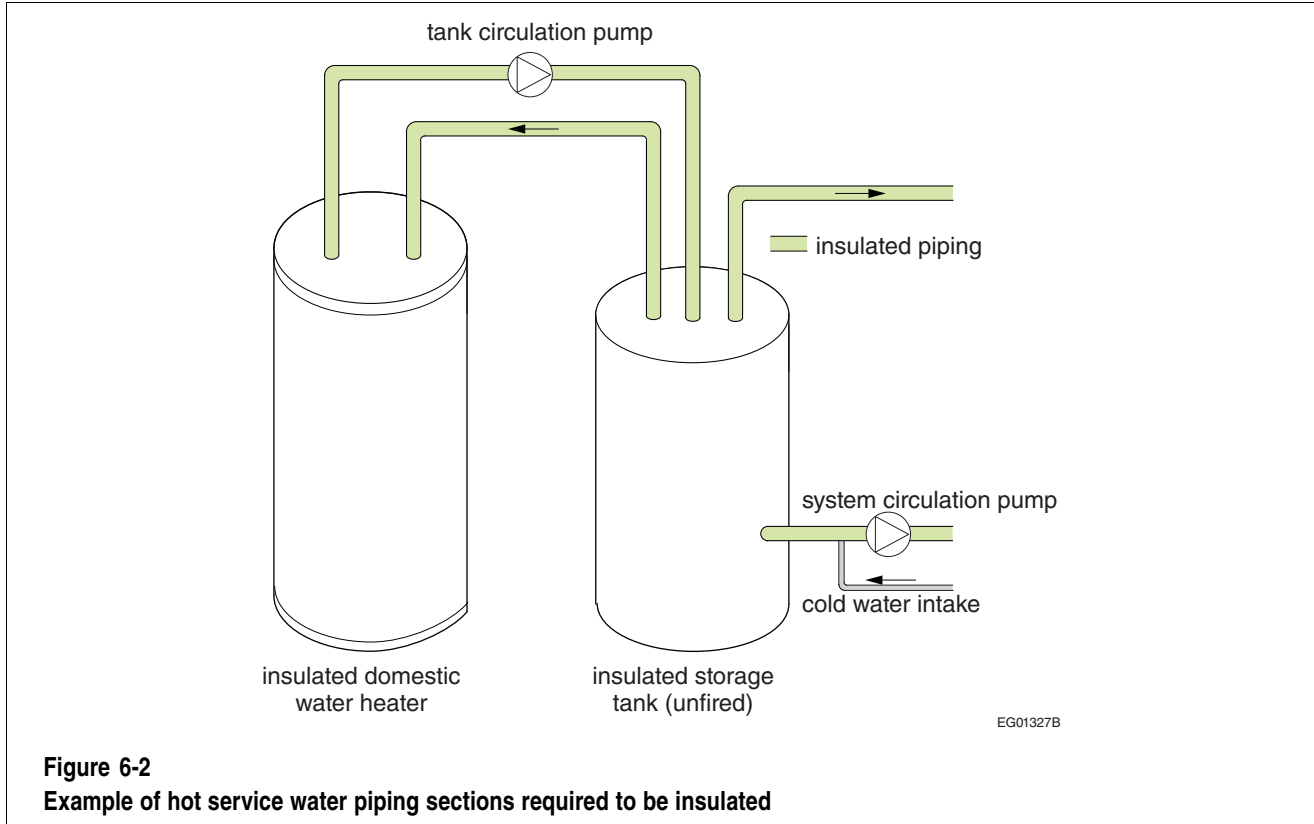 tank circulation pump
insulated piping
system circulation pump
cold water intake
insulated domestic
water heater
insulated storage
tank (unfired)
EG01327B
Figure 6-2
Example of hot service water piping sections required to be insulated